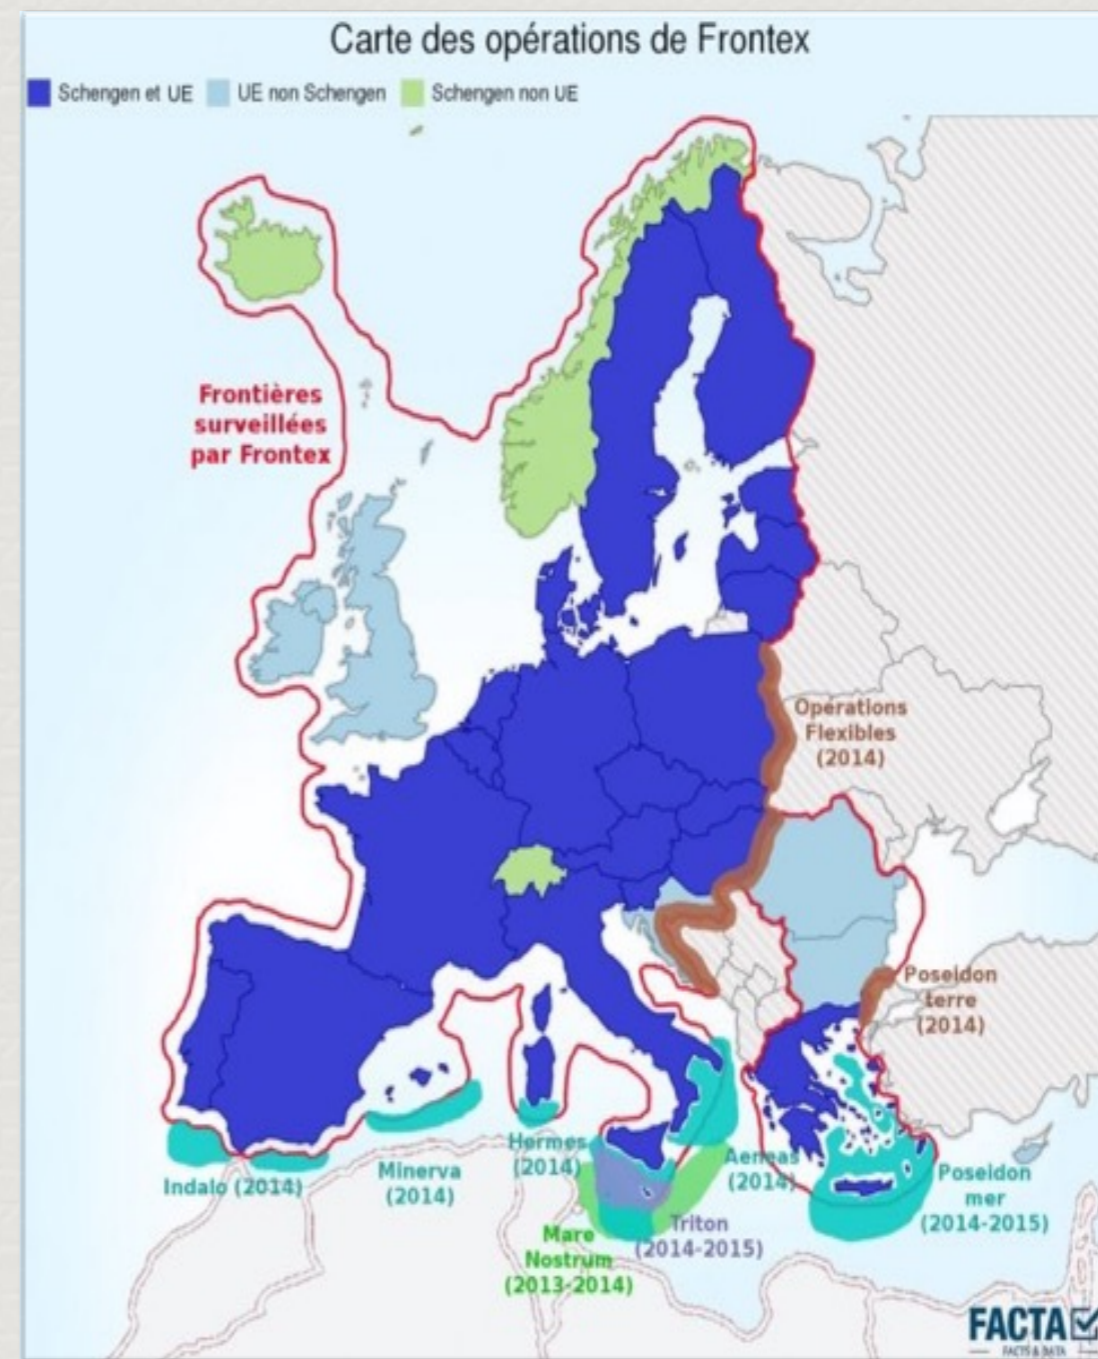 Carte des opérations de Frontex
Schengen et UE
UE non Schengen
Schengen non UE
Frontières
surveillées
par Frontex
Opérations
Flexibles
(2014)
Poseidon
terre
(2014)
Indalo (2014)
Minerva
(2014)
Hermes
(2014)
Aeneas
(2014)
Poseidon
mer
(2014-2015)
Mare
Nostrum
(2013-2014)
Triton
(2014-2015)
FACTA
FACTS & DATA